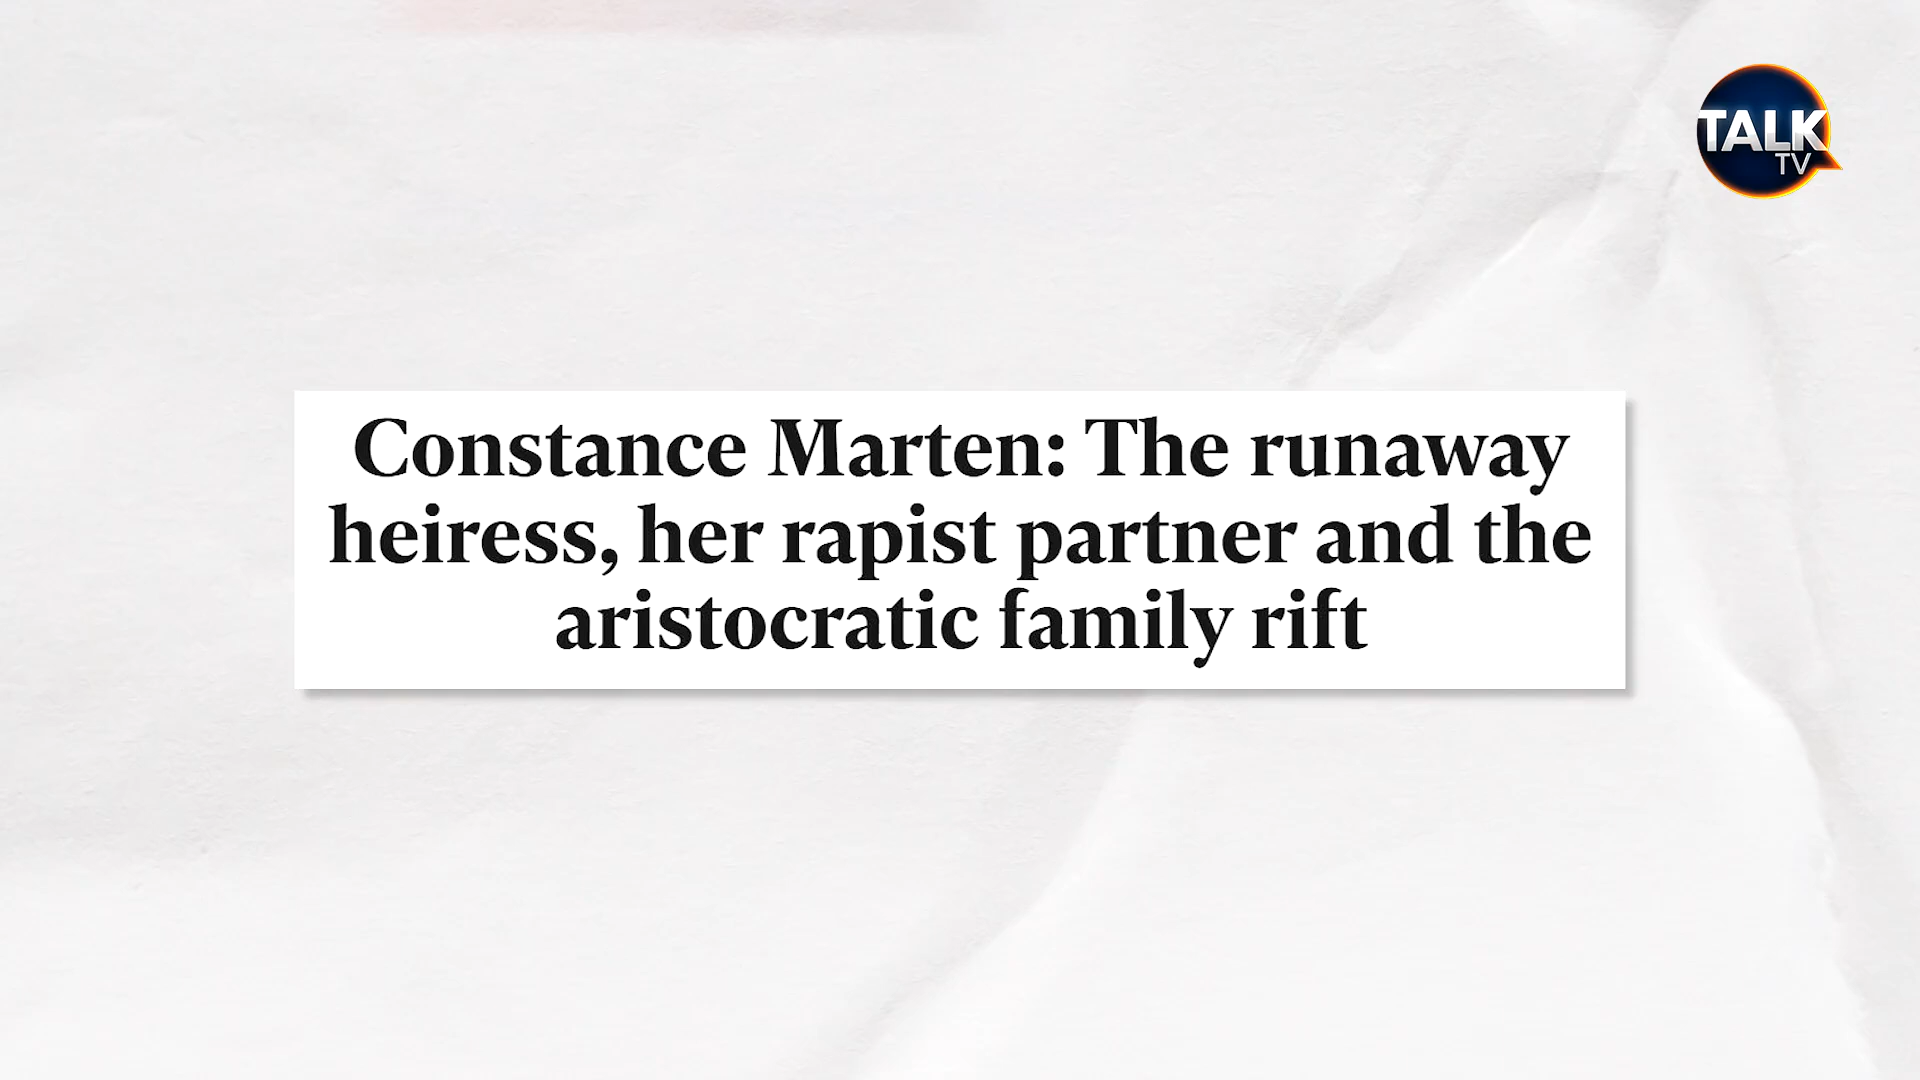 TALK
TV
Constance Marten: The runaway
heiress, her rapist partner and the
aristocratic family rift